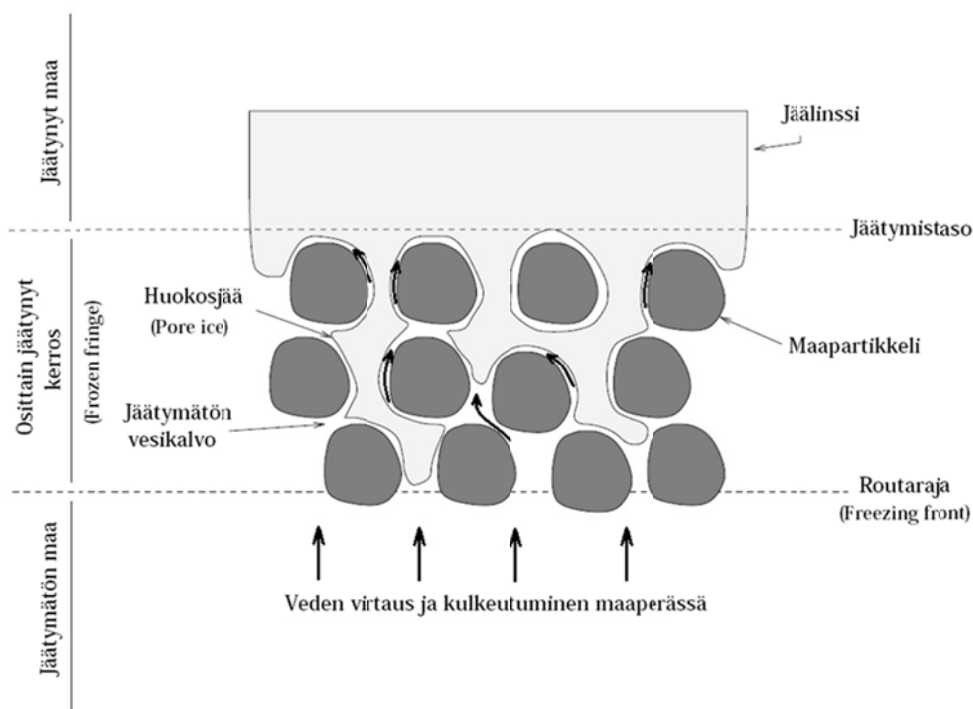 Jäätynyt maa
Jäälinssi
Jäätymistaso
Huokosjää
(Pore ice)
Maapartikkeli
Osittain jäätynyt
kerros
(Frozen fringe)
Jäätymätön
vesikalvo
Routaraja
(Freezing front)
Veden virtaus ja kulkeutuminen maaperässä
Jäätymätön maa